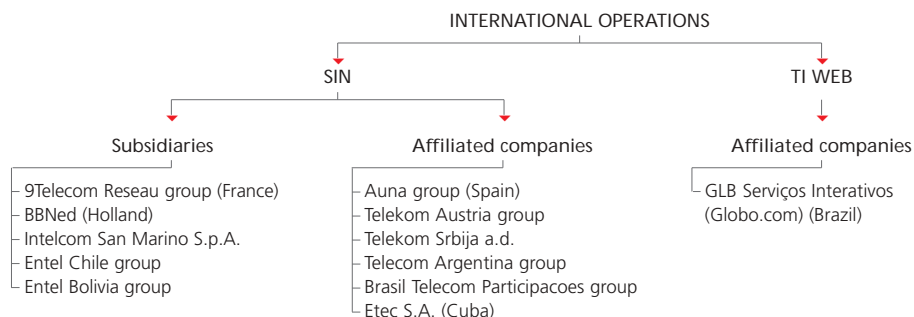 INTERNATIONAL OPERATIONS
SIN
TI WEB
Subsidiaries
Affiliated companies
Affiliated companies
9Telecom Reseau group (France)
BBNed (Holland)
Intelcom San Marino S.p.A.
Entel Chile group
Entel Bolivia group
Auna group (Spain)
Telekom Austria group
Telekom Srbija a.d.
Telecom Argentina group
Brasil Telecom Participacoes group
Etec S.A. (Cuba)
GLB Serviços Interativos
(Globo.com) (Brazil)